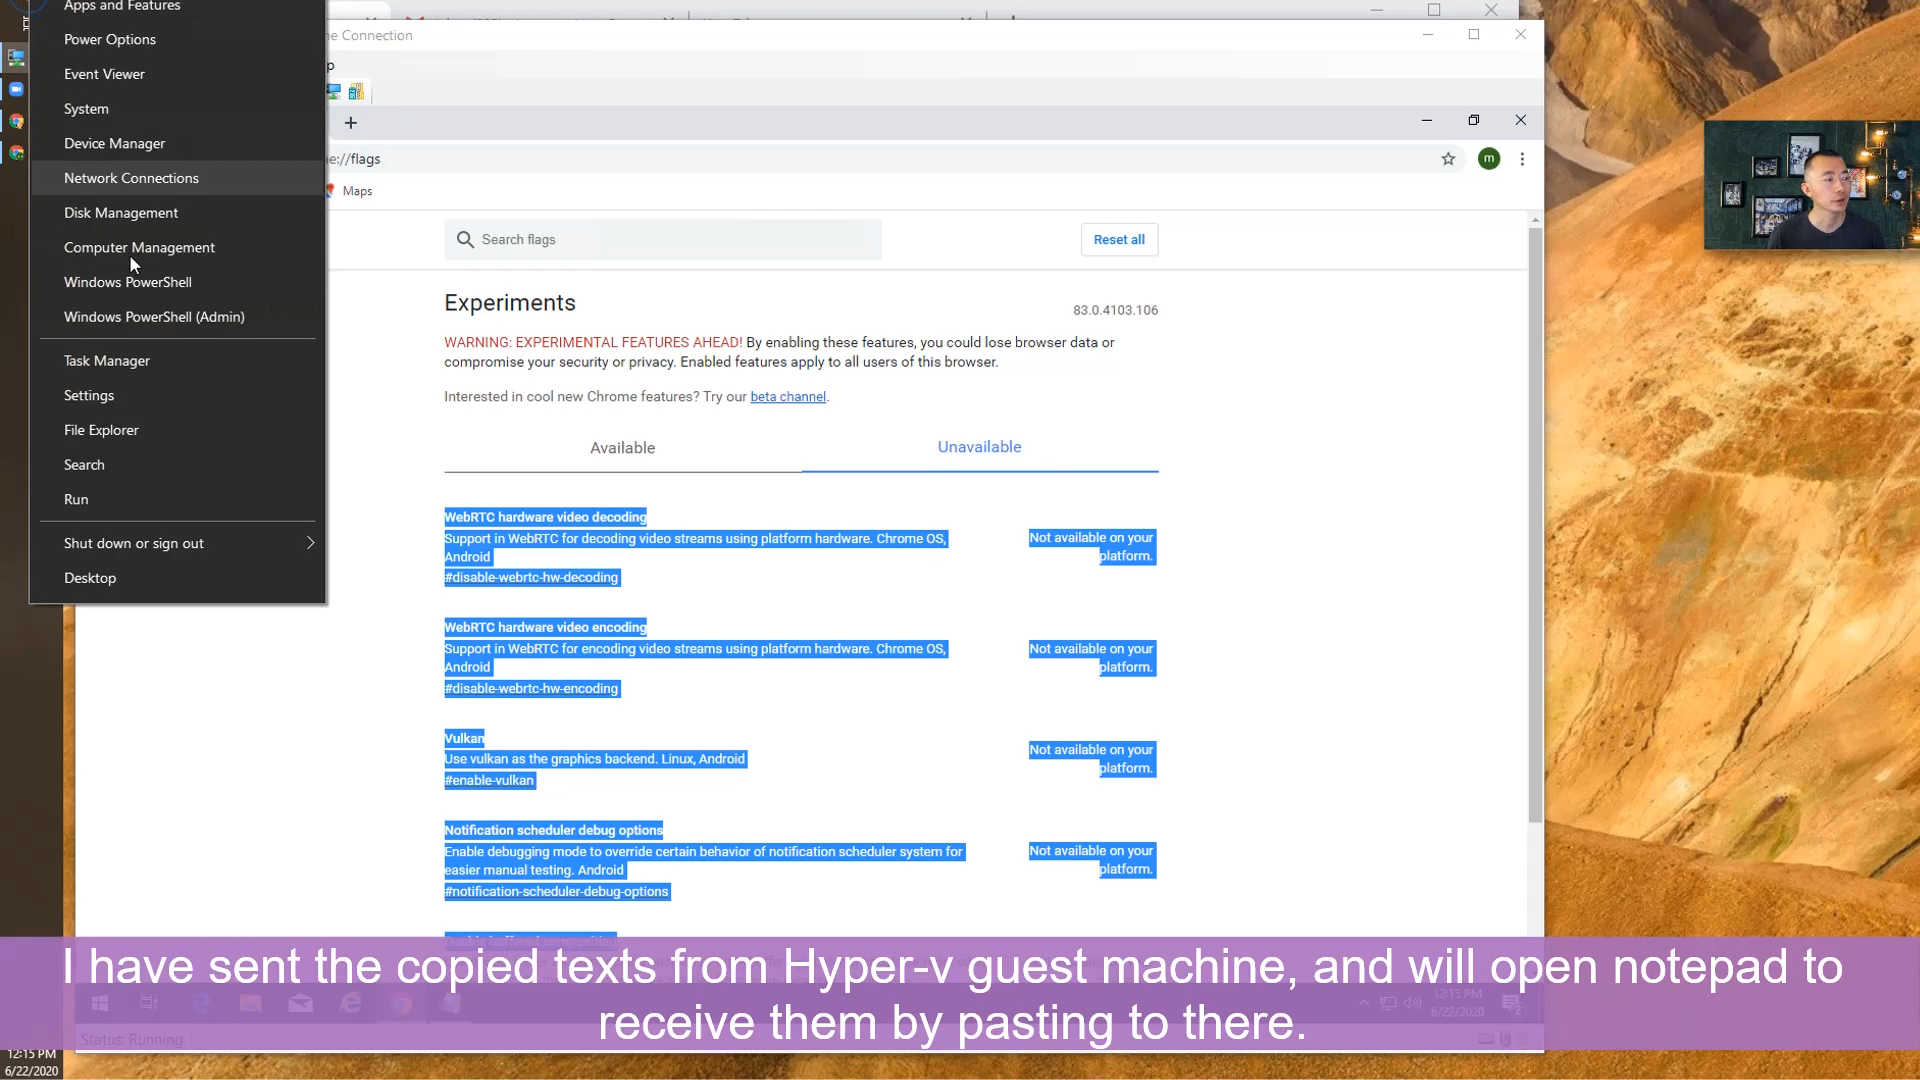 Apps and Features
Power Options
Event Viewer
System
Device Manager
Network Connections
Disk Management
Computer Management
Windows PowerShell
Windows PowerShell (Admin)
Task Manager
Settings
File Explorer
Search
Run
Shut down or sign out
Desktop
e Connection
p
e://flags
m
Maps
Search flags
Reset all
Experiments
83.0.4103.106
WARNING: EXPERIMENTAL FEATURES AHEAD! By enabling these features, you could lose browser data or
compromise your security or privacy. Enabled features apply to all users of this browser.
Interested in cool new Chrome features? Try our beta channel.
Available
Unavailable
WebRTC hardware video decoding
Support in WebRTC for decoding video streams using platform hardware. Chrome OS,
Android
#disable-webrtc-hw-decoding
Not available on your
platform.
WebRTC hardware video encoding
Support in WebRTC for encoding video streams using platform hardware. Chrome OS,
Android
#disable-webrtc-hw-encoding
Not available on your
platform.
Vulkan
Use vulkan as the graphics backend. Linux, Android
#enable-vulkan
Not available on your
platform.
Notification scheduler debug options
Enable debugging mode to override certain behavior of notification scheduler system for
easier manual testing. Android
#notification-scheduler-debug-options
Not available on your
platform.
I have sent the copied texts from Hyper-v guest machine, and will open notepad to
receive them by pasting to there.
12:15 PM
6/22/2020
Status: Running
12:15 PM
6/22/2020